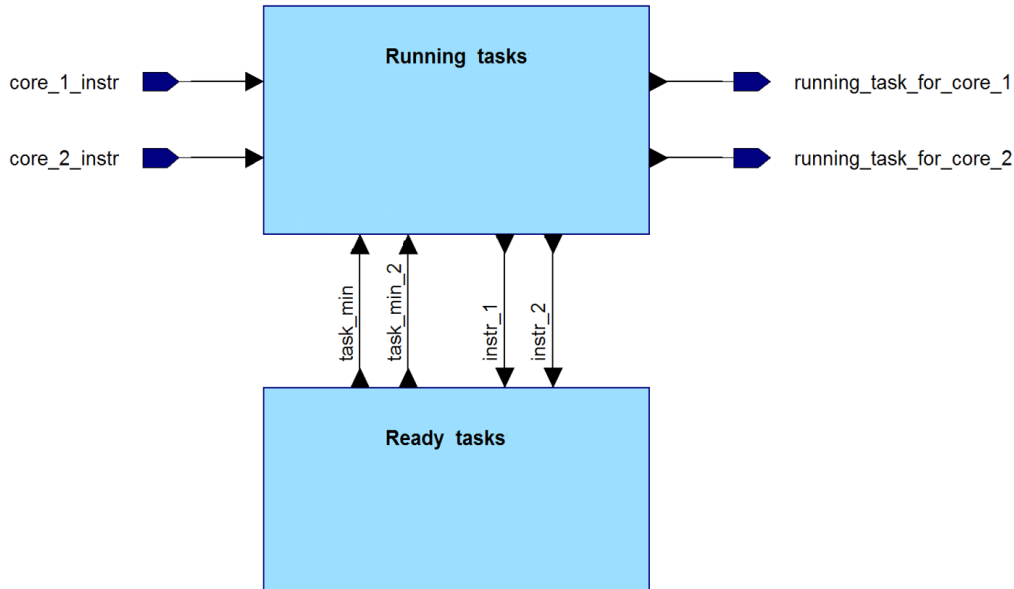 Running tasks
core_1_instr
running_task_for_core_1
core_2_instr
running_task_for_core_2
task_min
task_min_2
instr_1
instr_2
Ready tasks